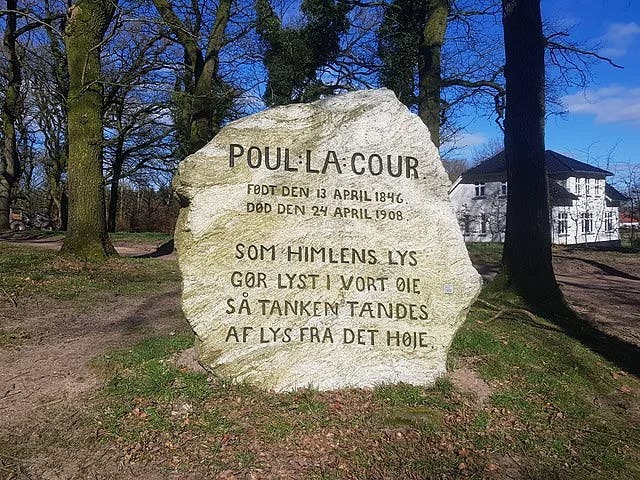 POUL:LA:COUR.
FØDT DEN 13 APRIL 1846.
DØD DEN 24 APRIL 1908.
SOM HIMLENS LYS
GØR LYST I VORT ØIE
SÅ TANKEN TÆNDES
AF LYS FRA DET HØJE.